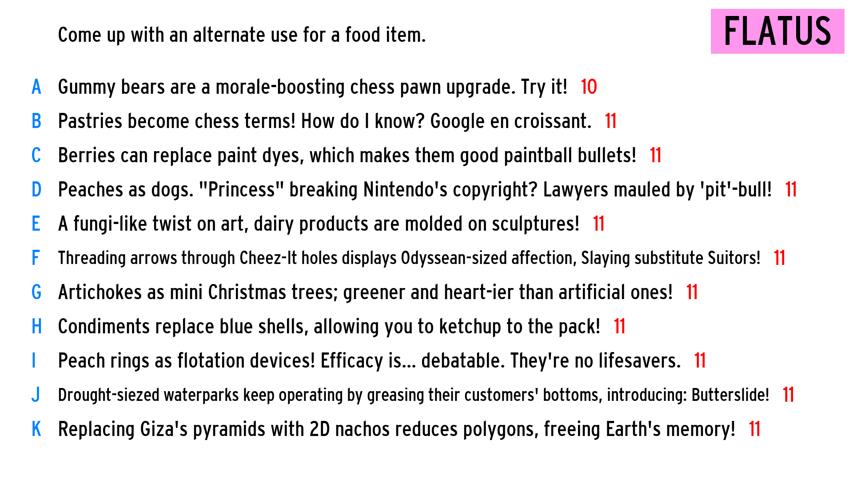 Come up with an alternate use for a food item.
FLATUS
A Gummy bears are a morale-boosting chess pawn upgrade. Try it! 10
B Pastries become chess terms! How do I know? Google en croissant. 11
C Berries can replace paint dyes, which makes them good paintball bullets! 11
D Peaches as dogs. "Princess" breaking Nintendo's copyright? Lawyers mauled by 'pit'-bull! 11
E A fungi-like twist on art, dairy products are molded on sculptures! 11
F Threading arrows through Cheez-It holes displays Odyssean-sized affection, Slaying substitute Suitors! 11
G Artichokes as mini Christmas trees; greener and heart-ier than artificial ones! 11
H Condiments replace blue shells, allowing you to ketchup to the pack! 11
I Peach rings as flotation devices! Efficacy is... debatable. They're no lifesavers. 11
J Drought-siezed waterparks keep operating by greasing their customers' bottoms, introducing: Butterslide! 11
K Replacing Giza's pyramids with 2D nachos reduces polygons, freeing Earth's memory! 11